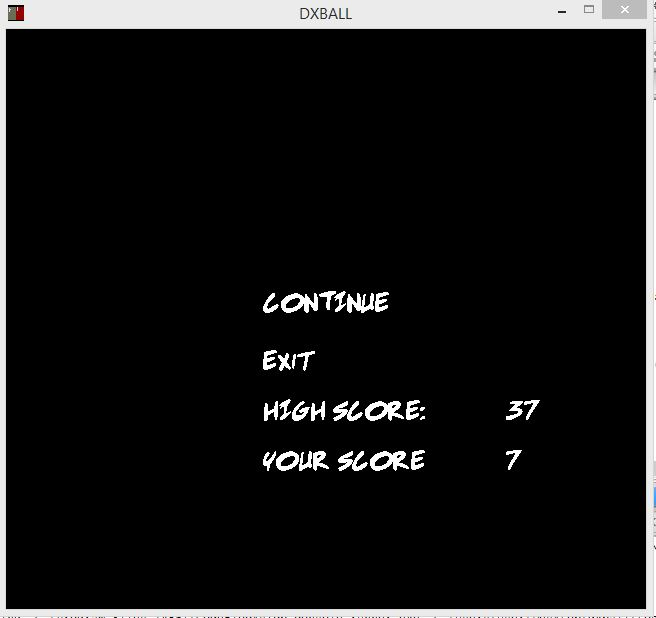 DXBALL
CONTINUE
EXIT
HIGH SCORE: 37
YOUR SCORE 7